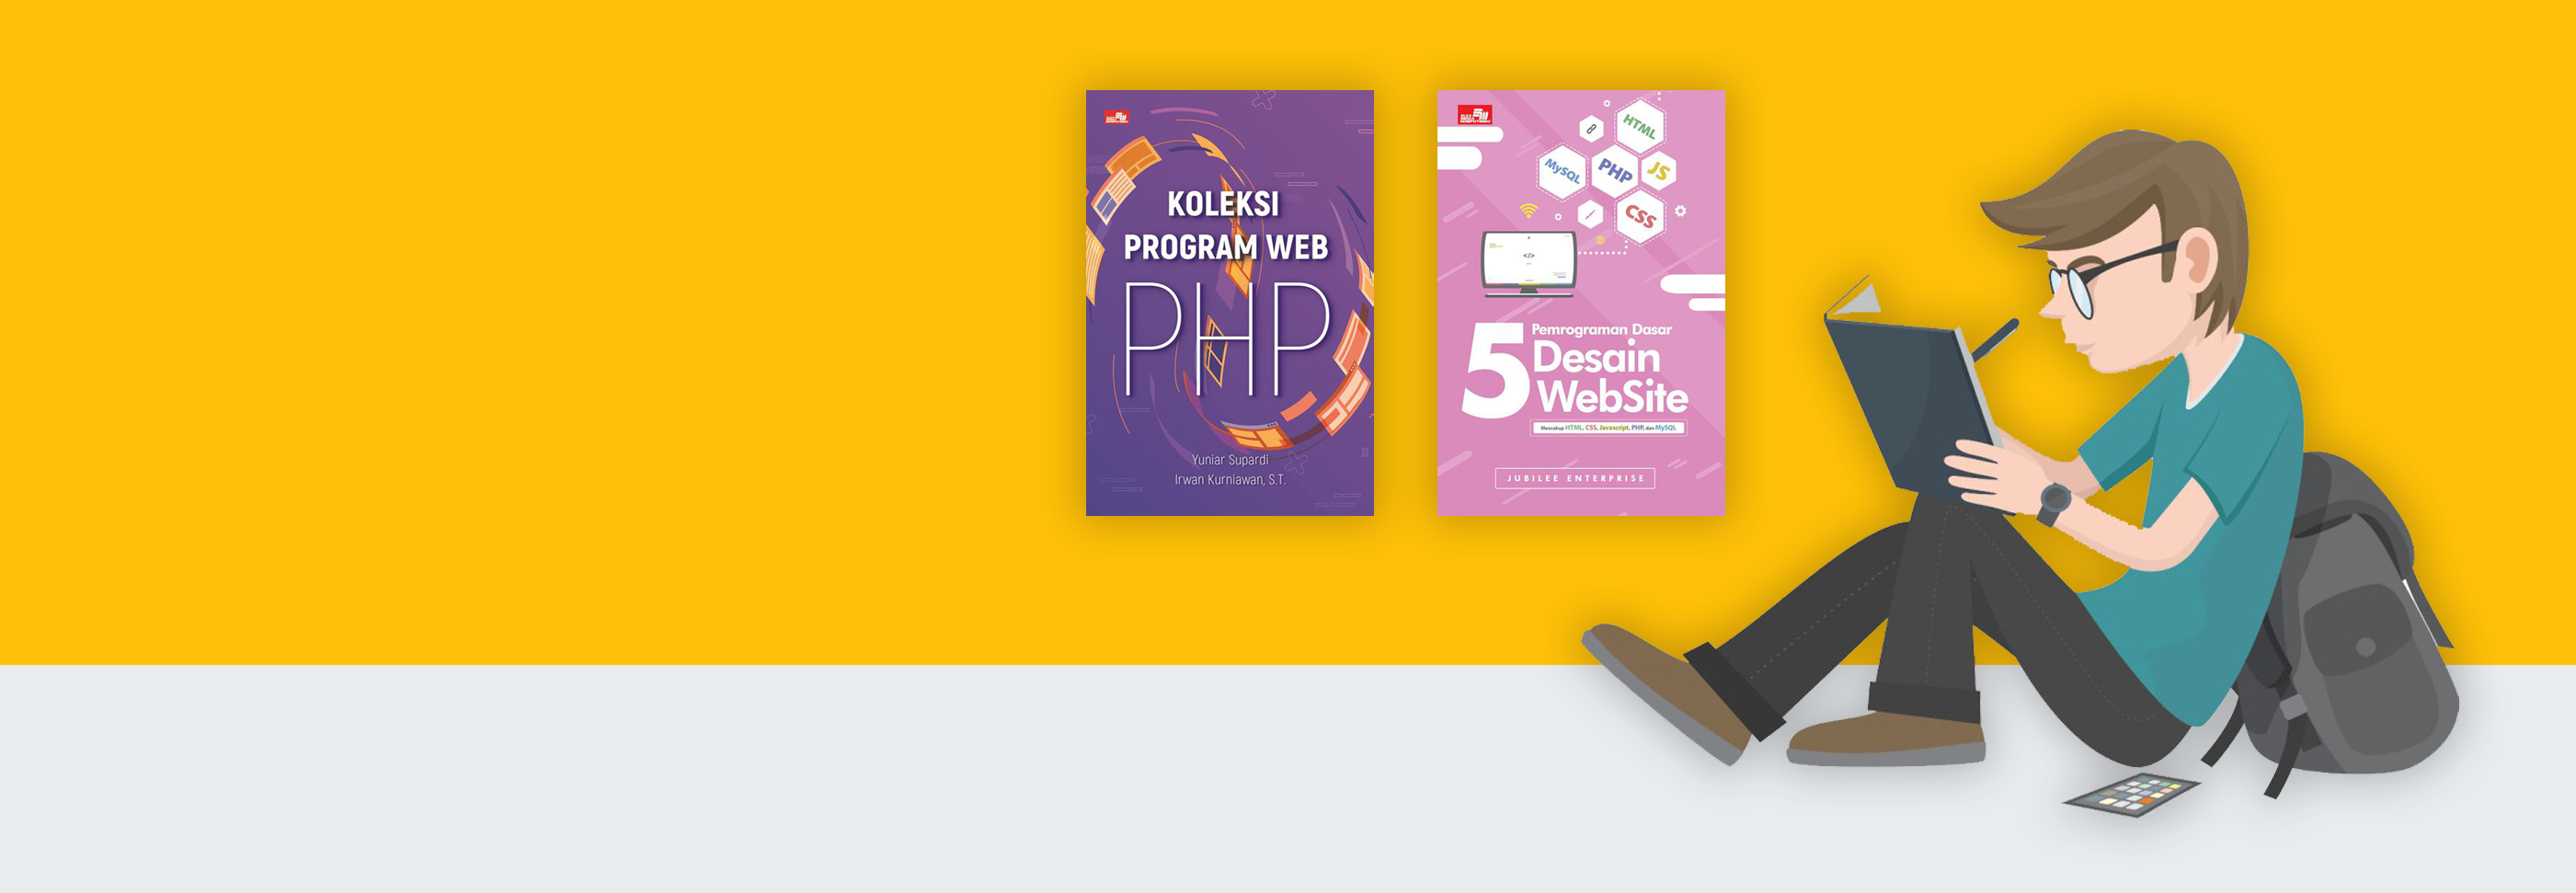 KOLEKSI
PROGRAM WEB
PHP
Yuniar Supardi
Irwan Kurniawan, S.T.
HTML
MySQL
PHP
JS
CSS
</>
5
Pemrograman Dasar
Desain
WebSite
Mencakup HTML, CSS, Javascript, PHP, dan MySQL
JUBILEE ENTERPRISE